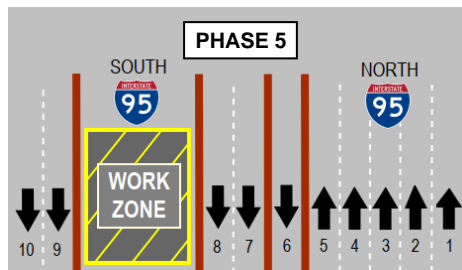 PHASE 5
SOUTH
INTERSTATE
95
NORTH
INTERSTATE
95
WORK
ZONE
10 9 8 7 6 5 4 3 2 1